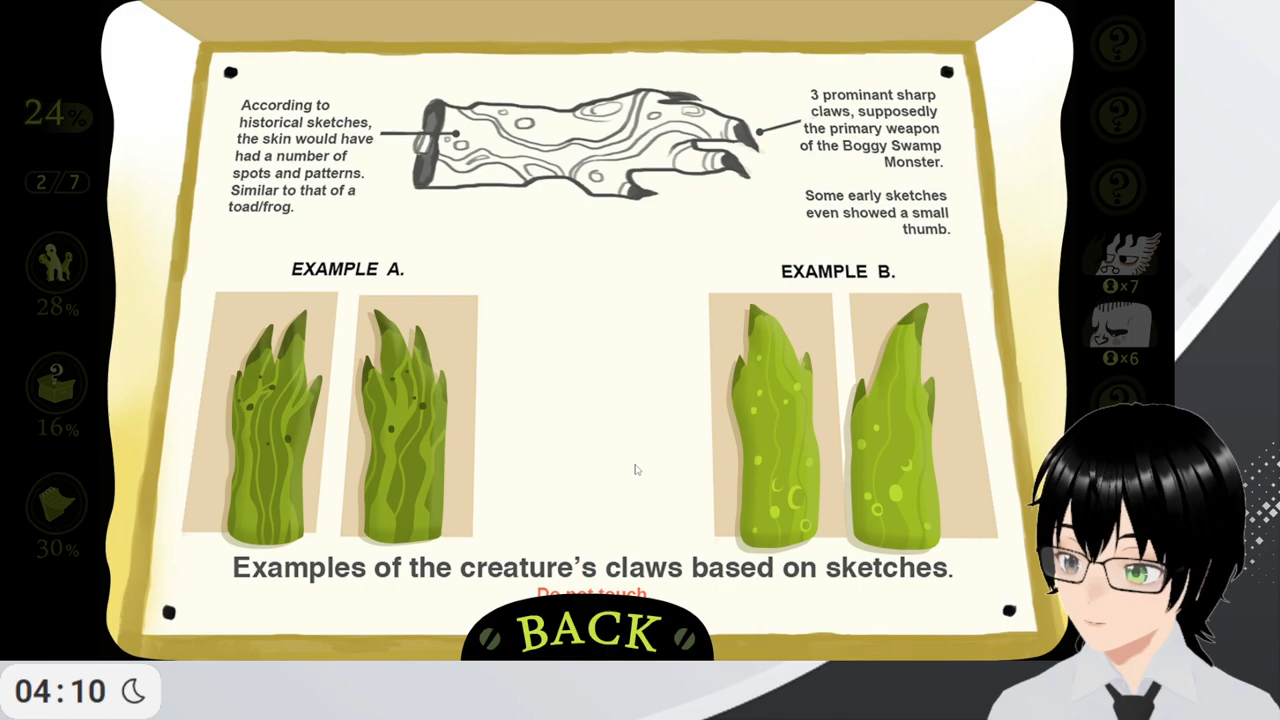 24%
2/7
28%
16%
30%
According to
historical sketches,
the skin would have
had a number of
spots and patterns.
Similar to that of a
toad/frog.
3 prominant sharp
claws, supposedly
the primary weapon
of the Boggy Swamp
Monster.
Some early sketches
even showed a small
thumb.
EXAMPLE A.
EXAMPLE B.
Examples of the creature's claws based on sketches.
Do not touch
BACK
?
?
?
x7
x6
?
?
04:10